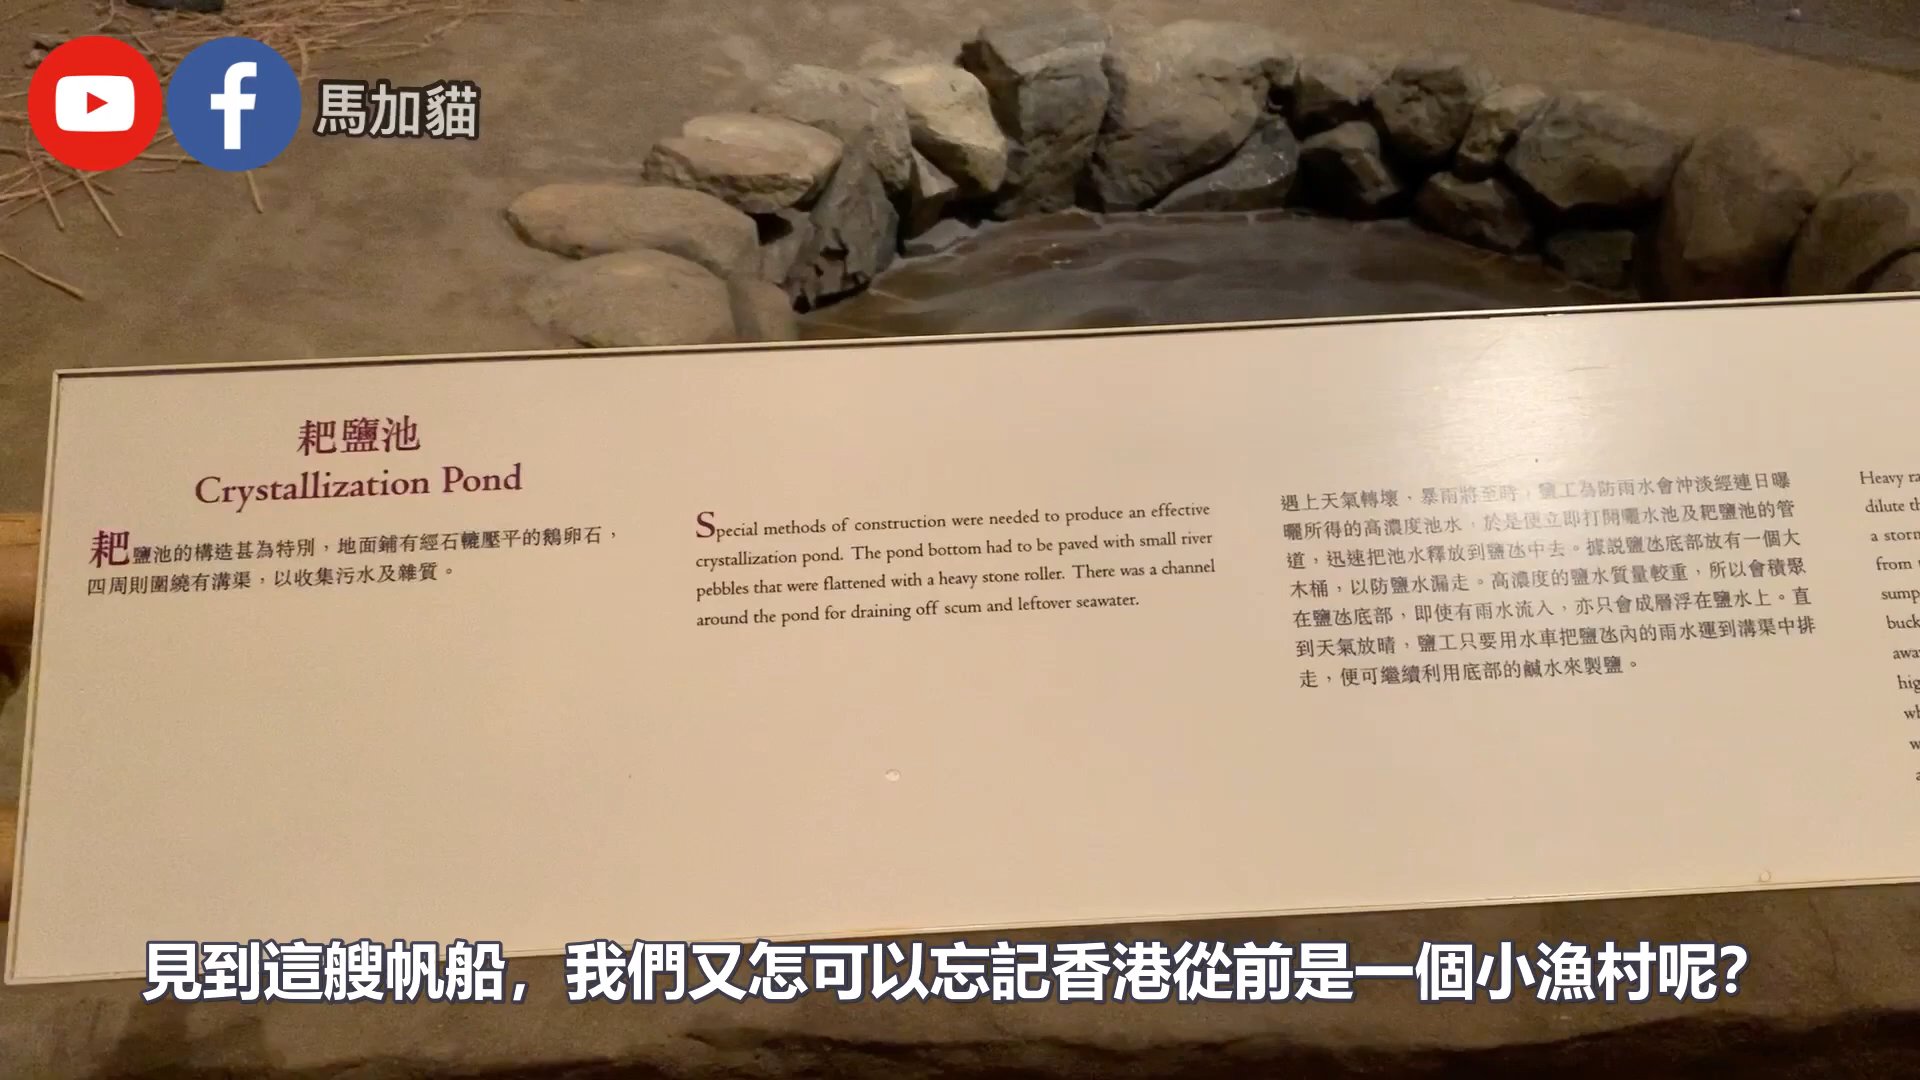 馬加貓
耙鹽池
Crystallization Pond
耙鹽池的構造甚為特別，地面鋪有經石轆壓平的鵝卵石，
四周則圍繞有溝渠，以收集污水及雜質。
Special methods of construction were needed to produce an effective
crystallization pond. The pond bottom had to be paved with small river
pebbles that were flattened with a heavy stone roller. There was a channel
around the pond for draining off scum and leftover seawater.
遇上天氣轉壞，暴雨將至時，鹽工為防雨水會沖淡經連日曝
曬所得的高濃度池水，於是便立即打開曬水池及耙鹽池的管
道，迅速把池水釋放到鹽氹中去。據說鹽氹底部放有一個大
木桶，以防鹽水漏走。高濃度的鹽水質量較重，所以會積聚
在鹽氹底部，即使有雨水流入，亦只會成層浮在鹽水上。直
到天氣放晴，鹽工只要用水車把鹽氹內的雨水運到溝渠中排
走，便可繼續利用底部的鹹水來製鹽。
Heavy
dilute
a
from
見到這艘帆船，我們又怎可以忘記香港從前是一個小漁村呢？